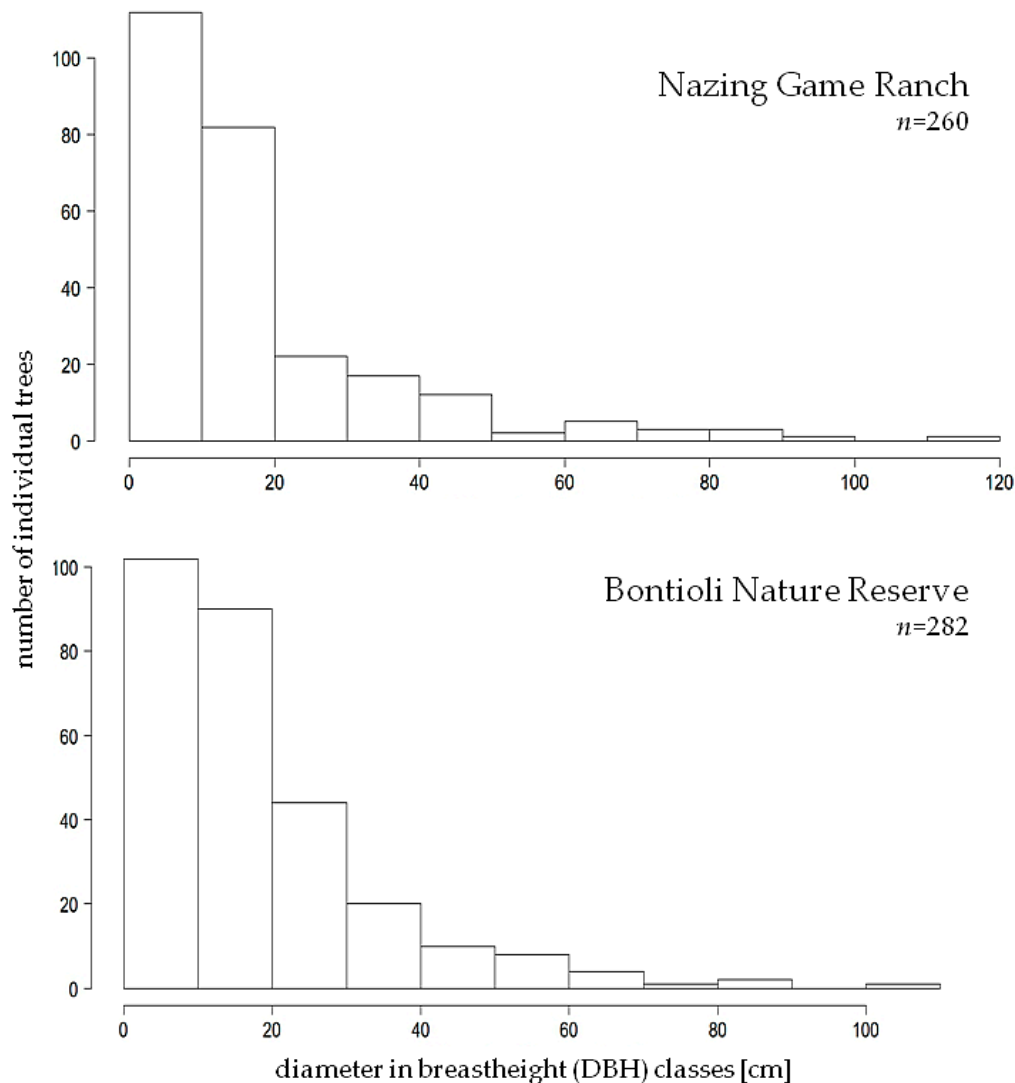 Nazing Game Ranch
n=260
100
80
60
40
20
0
0 20 40 60 80 100 120
number of individual trees
Bontioli Nature Reserve
n=282
100
80
60
40
20
0
0 20 40 60 80 100
diameter in breastheight (DBH) classes [cm]